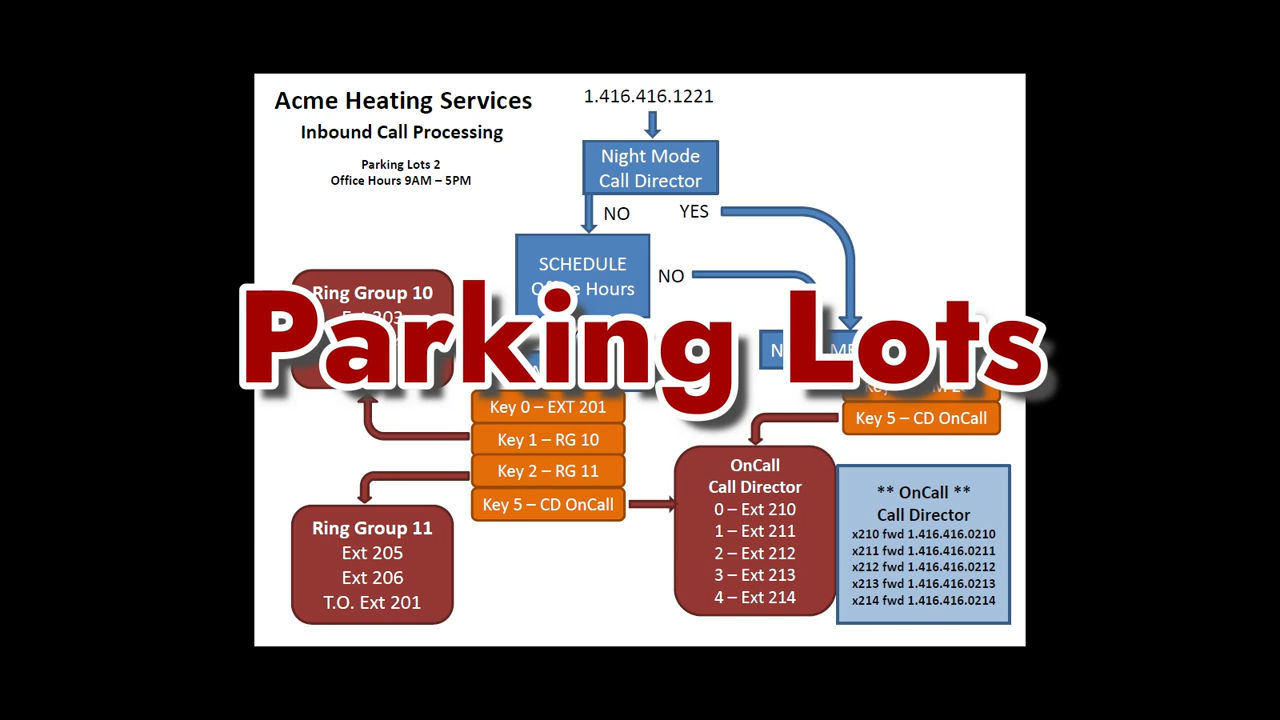 Acme Heating Services
Inbound Call Processing
Parking Lots 2
Office Hours 9AM – 5PM
1.416.416.1221
Night Mode
Call Director
NO
YES
SCHEDULE
Hours
NO
Ring Group 10
Parking Lots
Key 0 – EXT 201
Key 1 – RG 10
Key 2 – RG 11
Key 5 – CD OnCall
Key 5 – CD OnCall
Ring Group 11
Ext 205
Ext 206
T.O. Ext 201
OnCall
Call Director
0 – Ext 210
1 – Ext 211
2 – Ext 212
3 – Ext 213
4 – Ext 214
** OnCall **
Call Director
x210 fwd 1.416.416.0210
x211 fwd 1.416.416.0211
x212 fwd 1.416.416.0212
x213 fwd 1.416.416.0213
x214 fwd 1.416.416.0214